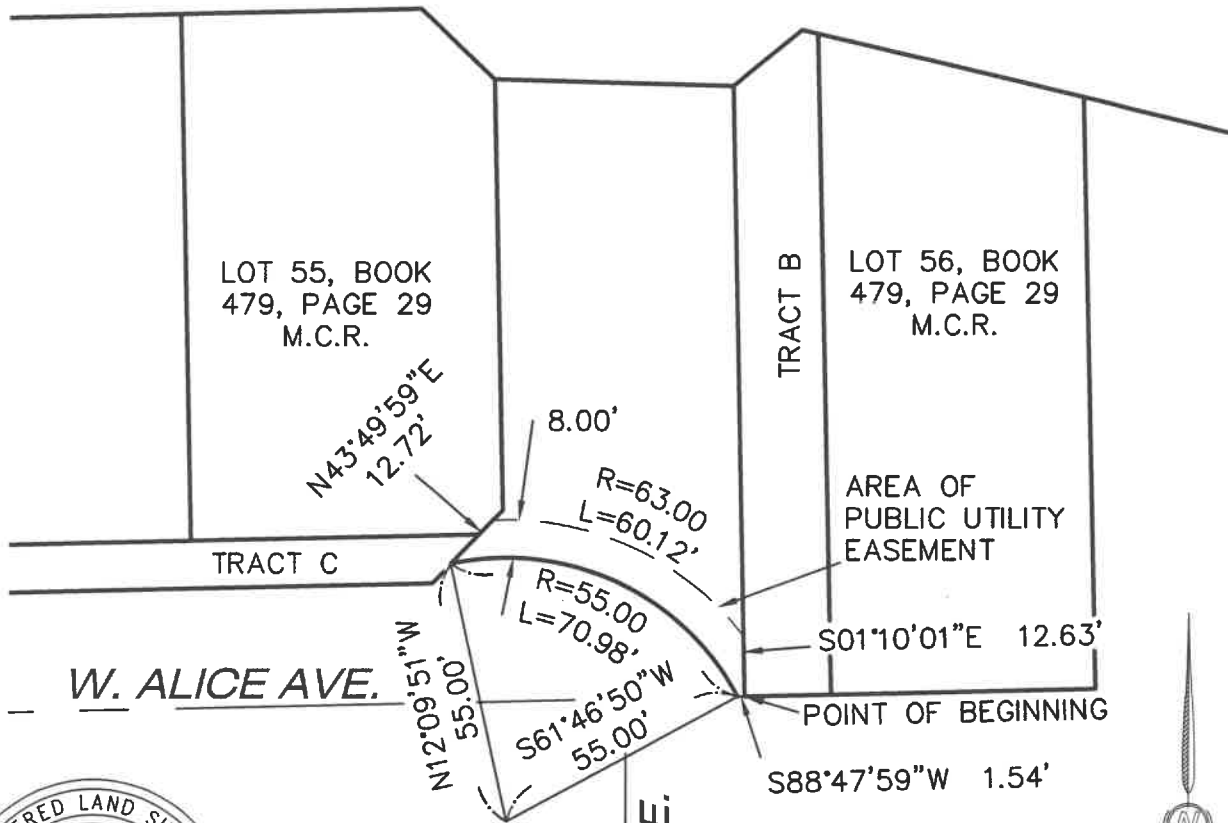 LOT 55, BOOK
479, PAGE 29
M.C.R.
TRACT B
LOT 56, BOOK
479, PAGE 29
M.C.R.
N43°49'59"E
12.72'
8.00'
R=63.00
L=60.12'
AREA OF
PUBLIC UTILITY
EASEMENT
TRACT C
R=55.00
L=70.98'
S01°10'01"E 12.63'
W. ALICE AVE.
N12°09'51"W
55.00'
S61°46'50"W
55.00'
POINT OF BEGINNING
S88°47'59"W 1.54'
LAND
N